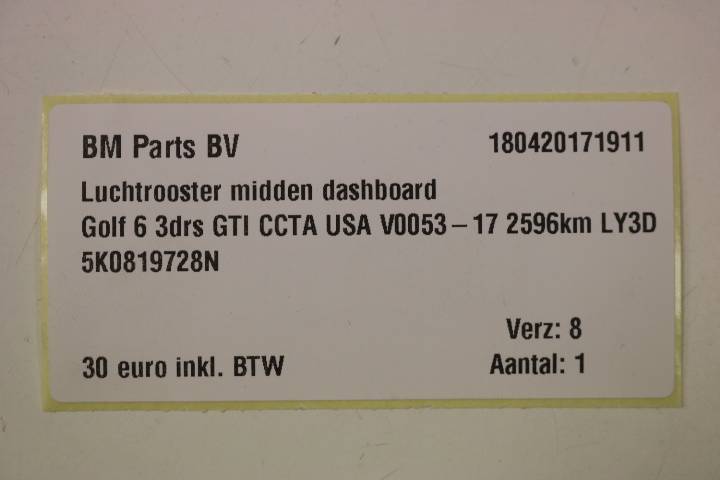 BM Parts BV 180420171911
Luchtrooster midden dashboard
Golf 6 3drs GTI CCTA USA V0053 – 17 2596km LY3D
5K0819728N
Verz: 8
30 euro inkl. BTW Aantal: 1